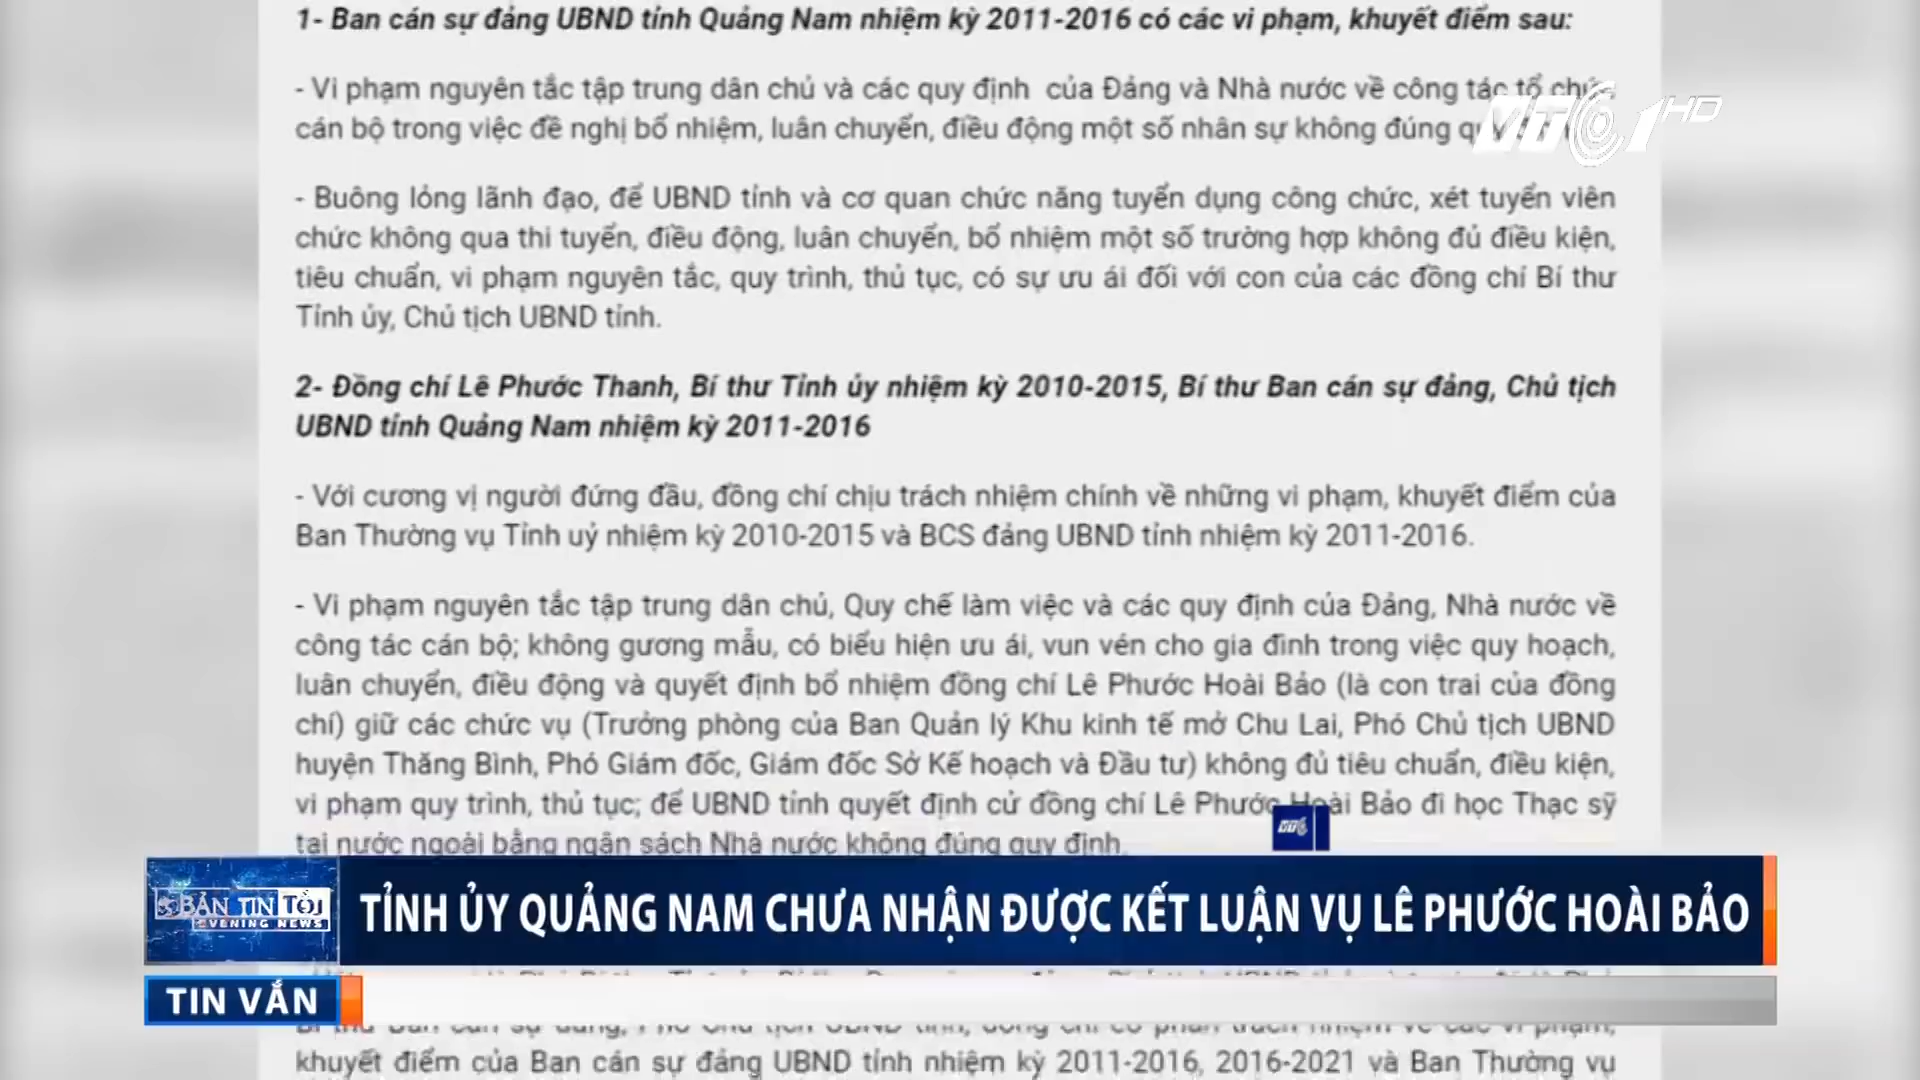 1- Ban cán sự đảng UBND tỉnh Quảng Nam nhiệm kỳ 2011-2016 có các vi phạm, khuyết điểm sau:
- Vi phạm nguyên tắc tập trung dân chủ và các quy định của Đảng và Nhà nước về công tác tổ chức
cán bộ trong việc đề nghị bổ nhiệm, luân chuyển, điều động một số nhân sự không đúng quy định.
VTC1 HD
- Buông lỏng lãnh đạo, để UBND tỉnh và cơ quan chức năng tuyển dụng công chức, xét tuyển viên
chức không qua thi tuyển, điều động, luân chuyển, bổ nhiệm một số trường hợp không đủ điều kiện,
tiêu chuẩn, vi phạm nguyên tắc, quy trình, thủ tục, có sự ưu ái đối với con của các đồng chí Bí thư
Tỉnh ủy, Chủ tịch UBND tỉnh.
2- Đồng chí Lê Phước Thanh, Bí thư Tỉnh ủy nhiệm kỳ 2010-2015, Bí thư Ban cán sự đảng, Chủ tịch
UBND tỉnh Quảng Nam nhiệm kỳ 2011-2016
- Với cương vị người đứng đầu, đồng chí chịu trách nhiệm chính về những vi phạm, khuyết điểm của
Ban Thường vụ Tỉnh uỷ nhiệm kỳ 2010-2015 và BCS đảng UBND tỉnh nhiệm kỳ 2011-2016.
- Vi phạm nguyên tắc tập trung dân chủ, Quy chế làm việc và các quy định của Đảng, Nhà nước về
công tác cán bộ; không gương mẫu, có biểu hiện ưu ái, vun vén cho gia đình trong việc quy hoạch,
luân chuyển, điều động và quyết định bổ nhiệm đồng chí Lê Phước Hoài Bảo (là con trai của đồng
chí) giữ các chức vụ (Trưởng phòng của Ban Quản lý Khu kinh tế mở Chu Lai, Phó Chủ tịch UBND
huyện Thăng Bình, Phó Giám đốc, Giám đốc Sở Kế hoạch và Đầu tư) không đủ tiêu chuẩn, điều kiện,
vi phạm quy trình, thủ tục; để UBND tỉnh quyết định cử đồng chí Lê Phước Hoài Bảo đi học Thạc sỹ
tại nước ngoài bằng ngân sách Nhà nước không đúng quy định.
VTC
BẢN TIN TỐI
EVENING NEWS
TỈNH ỦY QUẢNG NAM CHƯA NHẬN ĐƯỢC KẾT LUẬN VỤ LÊ PHƯỚC HOÀI BẢO
TIN VẮN
khuyết điểm của Ban cán sự đảng UBND tỉnh nhiệm kỳ 2011-2016, 2016-2021 và Ban Thường vụ